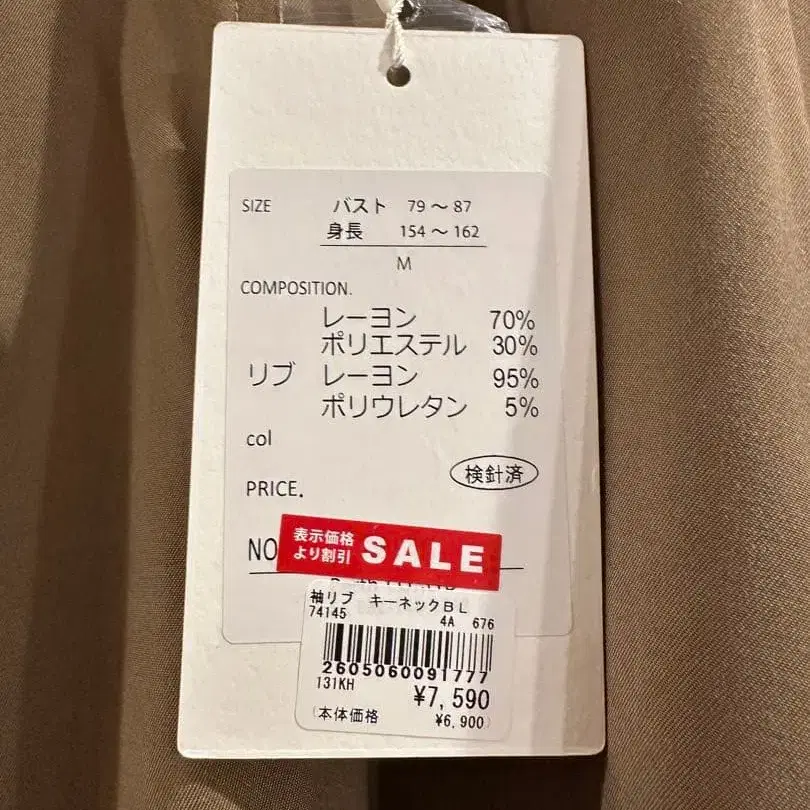 SIZE バスト 79～87
身長 154～162
M
COMPOSITION.
レーヨン 70%
ポリエステル 30%
リブ レーヨン 95%
ポリウレタン 5%
col
検針済
PRICE.
表示価格
より割引 SALE
NO
袖リブ キーネックBL
74145 4A 676
2605060091777
131KH ¥7,590
(本体価格 ¥6,900)